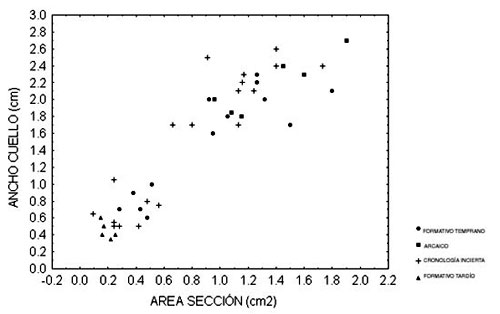 3.0
2.8
2.6
2.4
2.2
2.0
1.8
1.6
1.4
1.2
1.0
0.8
0.6
0.4
0.2
0.0
ANCHO CUELLO (cm)
-0.2 0.0 0.2 0.4 0.6 0.8 1.0 1.2 1.4 1.6 1.8 2.0 2.2
AREA SECCIÓN (cm2)
FORMATIVO TEMPRANO
ARCAICO
CRONOLOGÍA INCIERTA
FORMATIVO TARDÍO